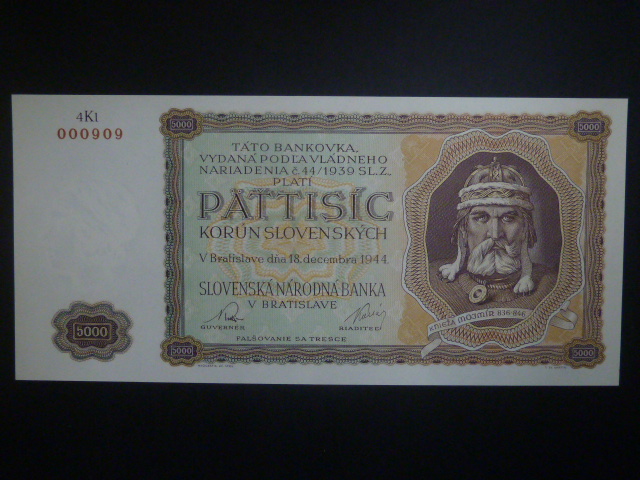 4K1
000909
5000
5000
TÁTO BANKOVKA,
VYDANÁ PODĽA VLÁDNEHO
NARIADENIA č 44/1939 SL.Z.,
PLATÍ
PÄŤTISÍC
KORÚN SLOVENSKÝCH
V Bratislave dňa 18. decembra 1944.
SLOVENSKÁ NÁRODNÁ BANKA
V BRATISLAVE
GUVERNER
RIADITEĽ
KNIEŽA MOJMÍR 836-846
5000
FALŠOVANIE SA TRESCE
5000
5000